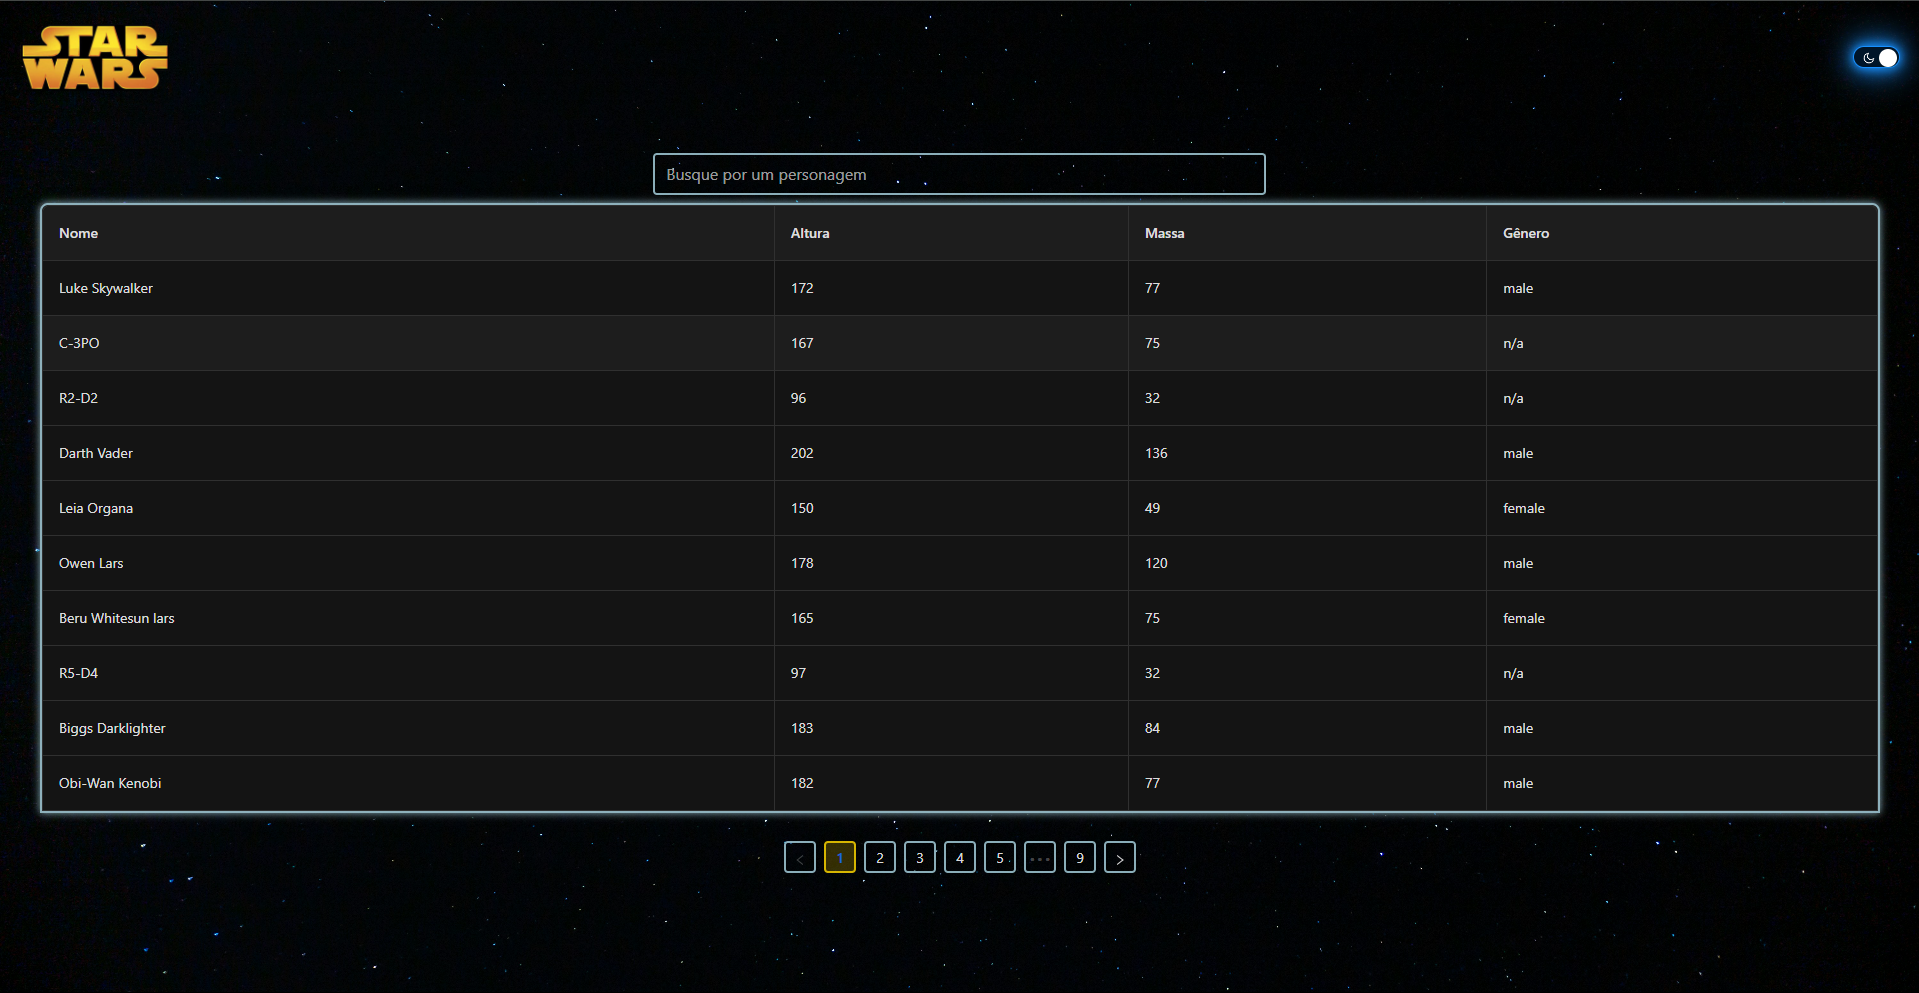 STAR
WARS
Busque por um personagem
Nome Altura Massa Gênero
Luke Skywalker 172 77 male
C-3PO 167 75 n/a
R2-D2 96 32 n/a
Darth Vader 202 136 male
Leia Organa 150 49 female
Owen Lars 178 120 male
Beru Whitesun lars 165 75 female
R5-D4 97 32 n/a
Biggs Darklighter 183 84 male
Obi-Wan Kenobi 182 77 male
< 1 2 3 4 5 ••• 9 >